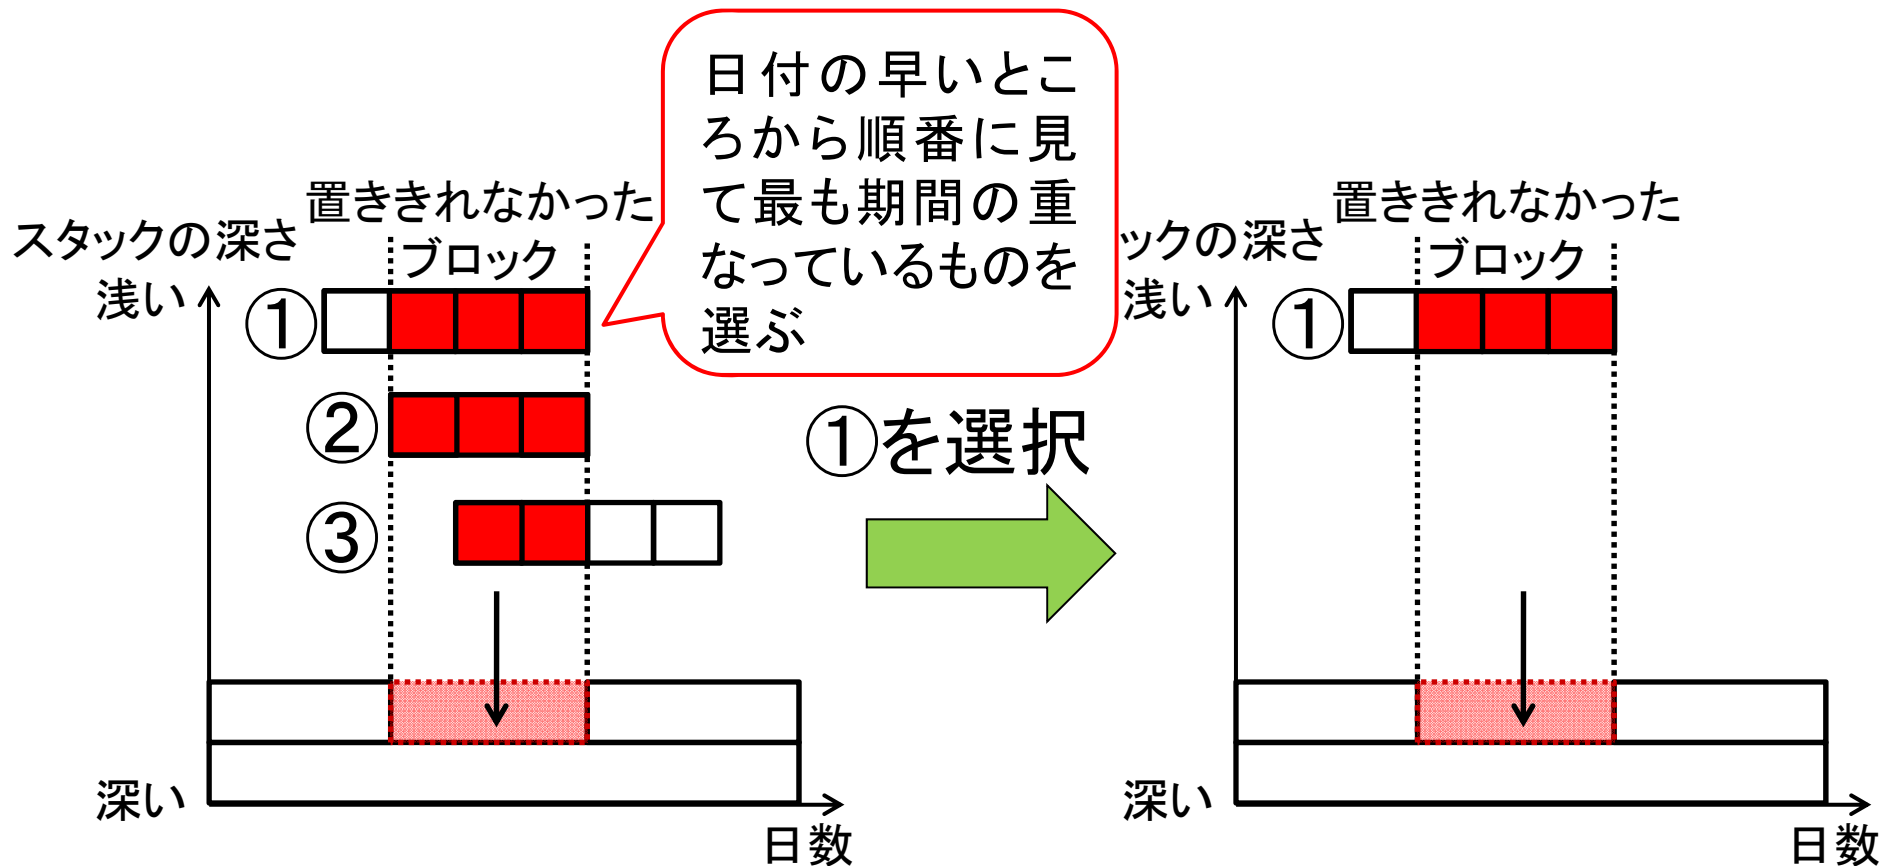 日付の早いとこ
ろから順番に見
て最も期間の重
なっているものを
選ぶ
置ききれなかった
ブロック
スタックの深さ
浅い
①
②
③
深い
日数
①を選択
置ききれなかった
ブロック
ックの深さ
浅い
①
深い
日数